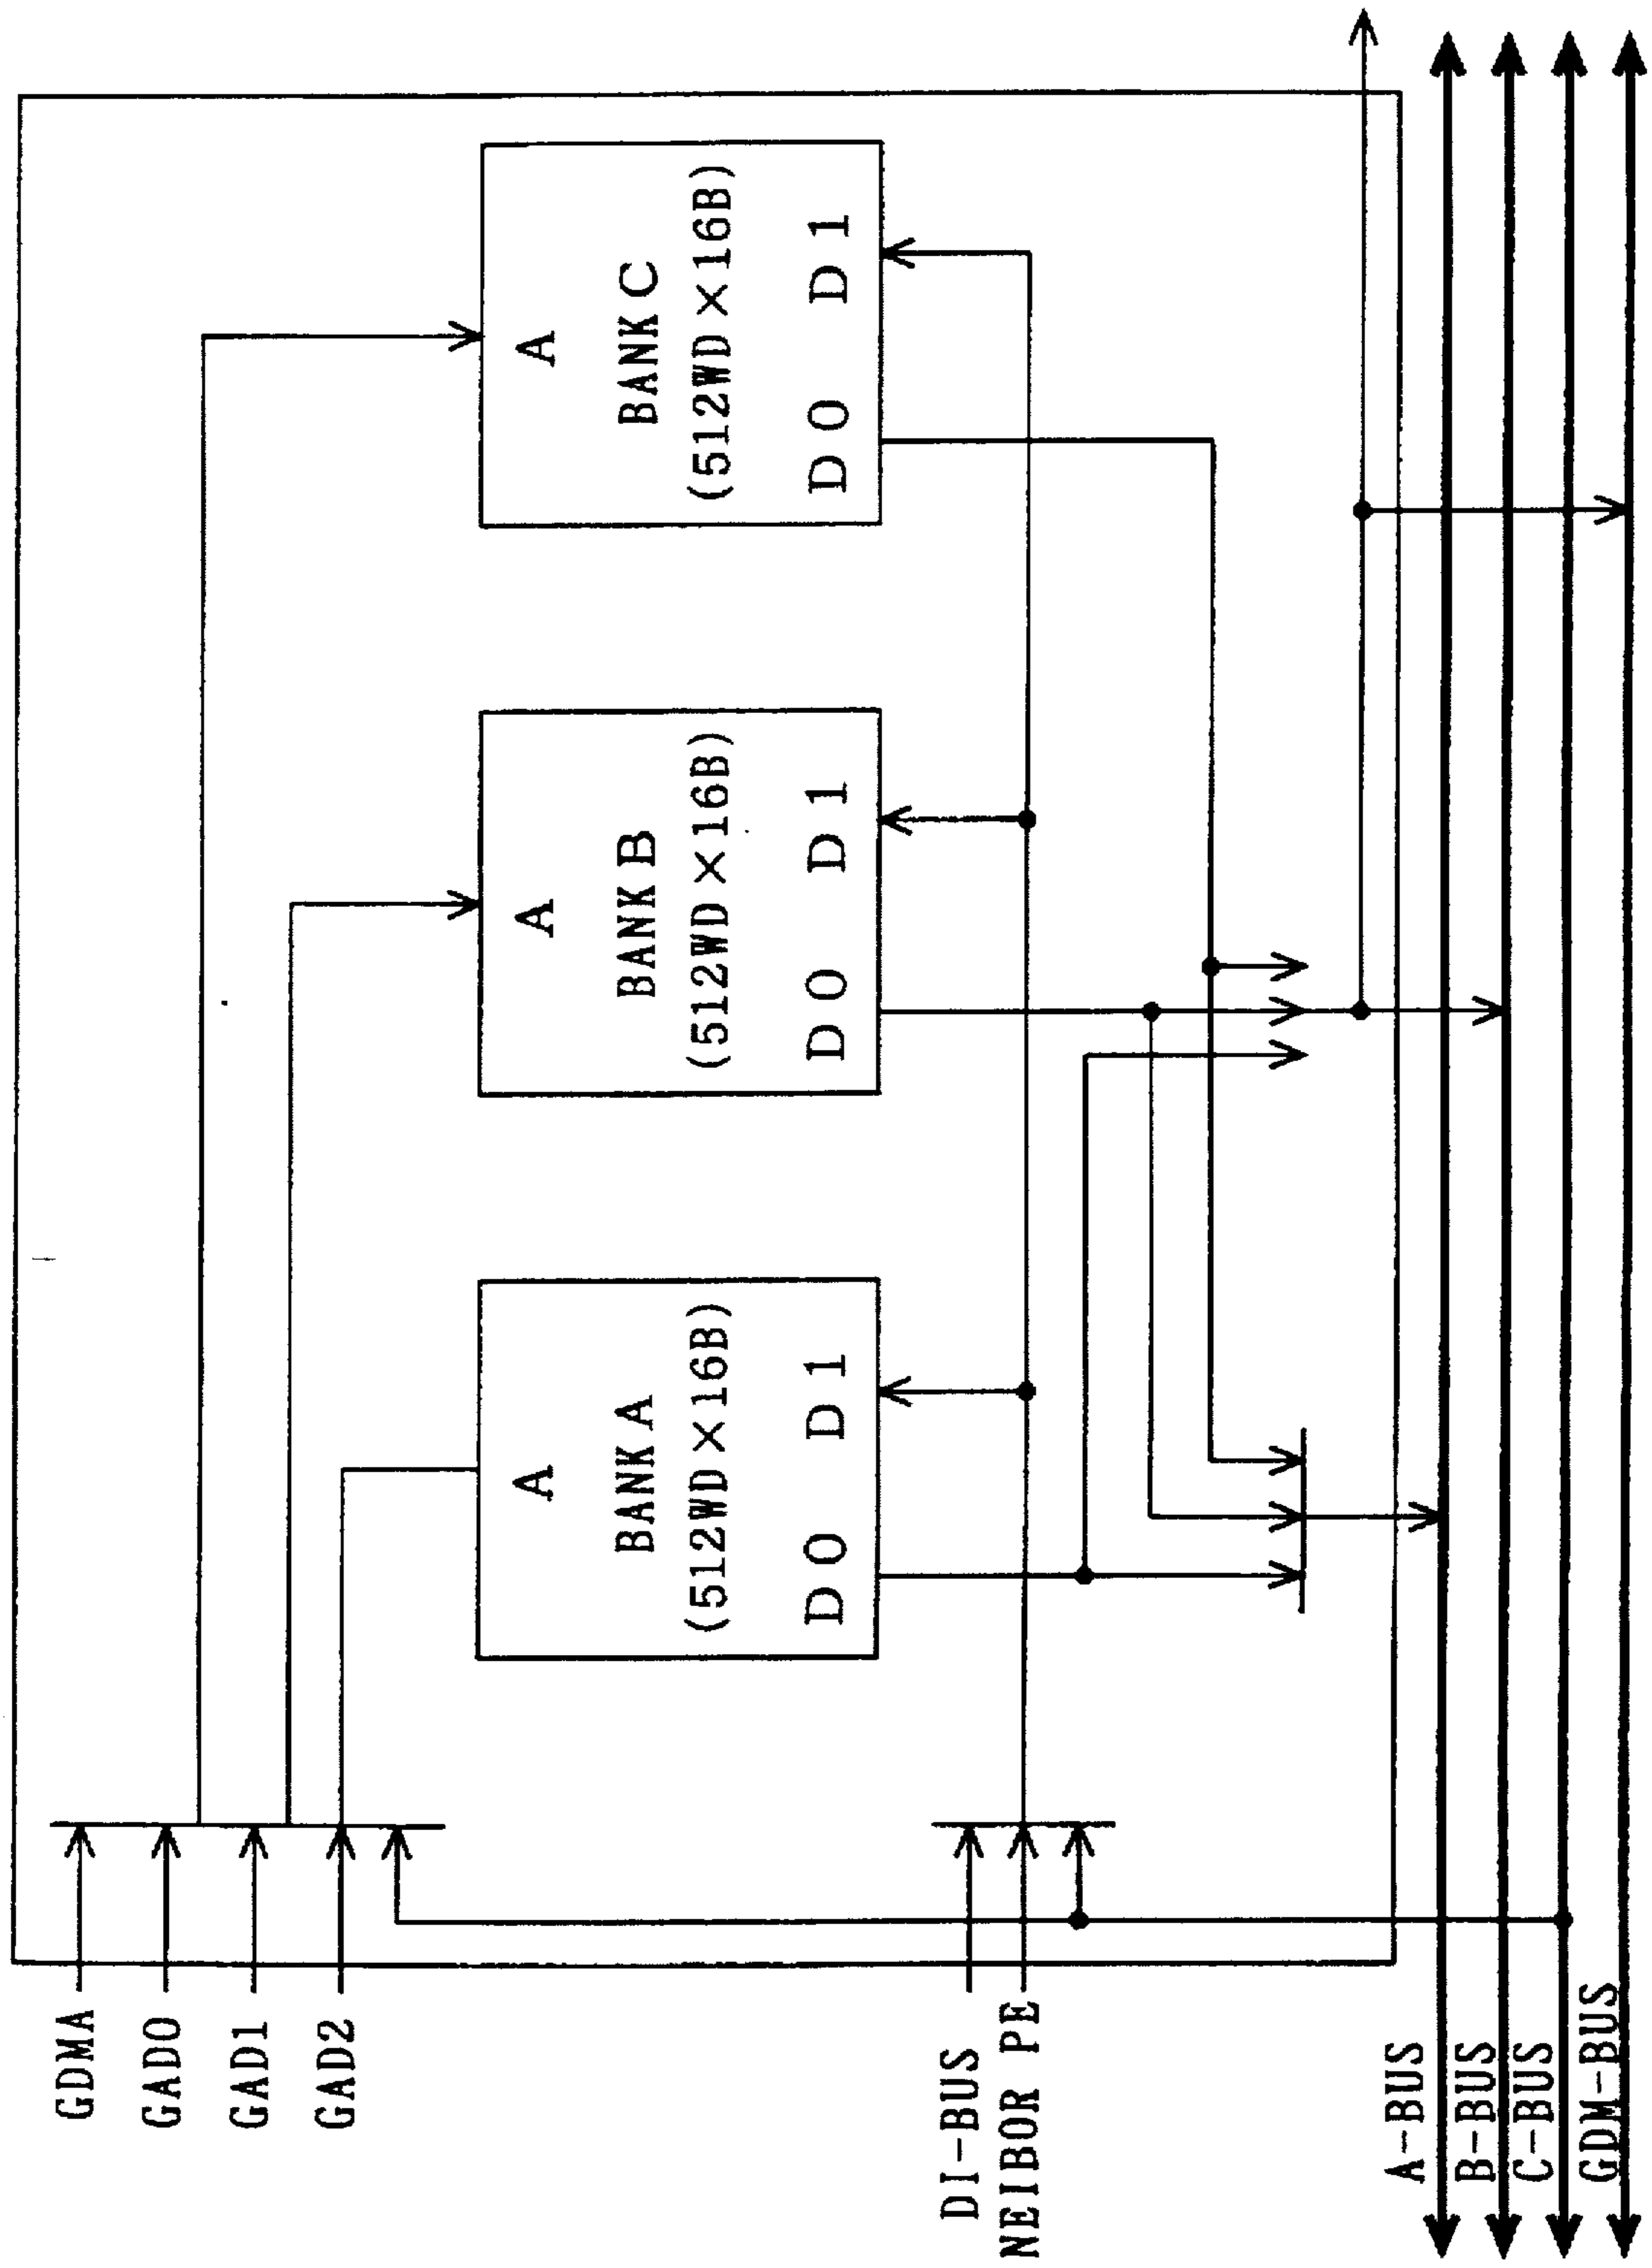 GDMA
GAD0
GAD1
GAD2
A
BANK A
(512WD×16B)
D0 D1
A
BANK B
(512WD×16B)
D0 D1
A
BANK C
(512WD×16B)
D0 D1
DI-BUS
NEIBOR PE
A-BUS
B-BUS
C-BUS
GDM-BUS